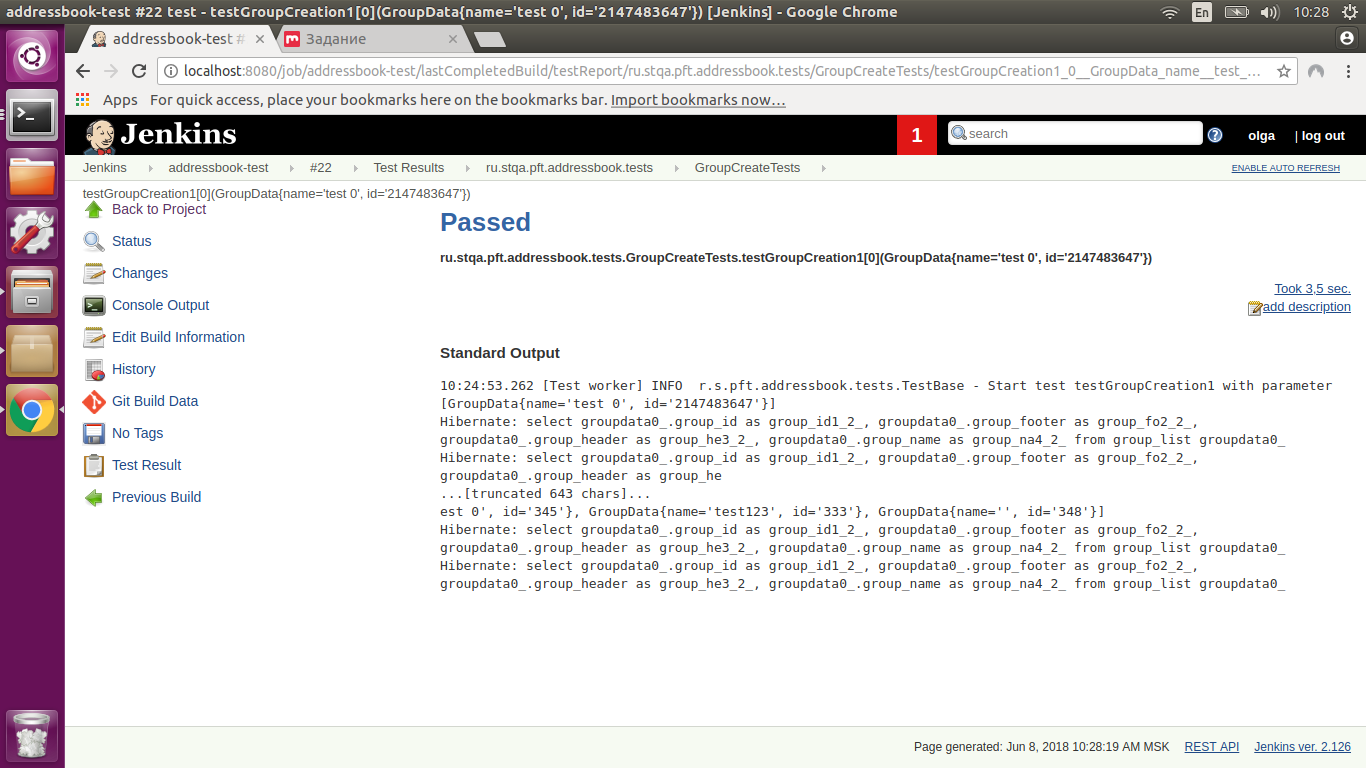 addressbook-test #22 test - testGroupCreation1[0](GroupData{name='test 0', id='2147483647'}) [Jenkins] - Google Chrome
En
10:28
addressbook-test #
Задание
localhost:8080/job/addressbook-test/lastCompletedBuild/testReport/ru.stqa.pft.addressbook.tests/GroupCreateTests/testGroupCreation1_0__GroupData_name__test_...
Apps For quick access, place your bookmarks here on the bookmarks bar. Import bookmarks now...
Jenkins
1
search
olga
| log out
Jenkins
addressbook-test
#22
Test Results
ru.stqa.pft.addressbook.tests
GroupCreateTests
ENABLE AUTO REFRESH
testGroupCreation1[0](GroupData{name='test 0', id='2147483647'})
Back to Project
Status
Changes
Console Output
Edit Build Information
History
Git Build Data
No Tags
Test Result
Previous Build
Passed
ru.stqa.pft.addressbook.tests.GroupCreateTests.testGroupCreation1[0](GroupData{name='test 0', id='2147483647'})
Took 3,5 sec.
add description
Standard Output
10:24:53.262 [Test worker] INFO  r.s.pft.addressbook.tests.TestBase - Start test testGroupCreation1 with parameter
[GroupData{name='test 0', id='2147483647'}]
Hibernate: select groupdata0_.group_id as group_id1_2_, groupdata0_.group_footer as group_fo2_2_,
groupdata0_.group_header as group_he3_2_, groupdata0_.group_name as group_na4_2_ from group_list groupdata0_
Hibernate: select groupdata0_.group_id as group_id1_2_, groupdata0_.group_footer as group_fo2_2_,
groupdata0_.group_header as group_he
...[truncated 643 chars]...
est 0', id='345'}, GroupData{name='test123', id='333'}, GroupData{name='', id='348'}]
Hibernate: select groupdata0_.group_id as group_id1_2_, groupdata0_.group_footer as group_fo2_2_,
groupdata0_.group_header as group_he3_2_, groupdata0_.group_name as group_na4_2_ from group_list groupdata0_
Hibernate: select groupdata0_.group_id as group_id1_2_, groupdata0_.group_footer as group_fo2_2_,
groupdata0_.group_header as group_he3_2_, groupdata0_.group_name as group_na4_2_ from group_list groupdata0_
Page generated: Jun 8, 2018 10:28:19 AM MSK
REST API
Jenkins ver. 2.126